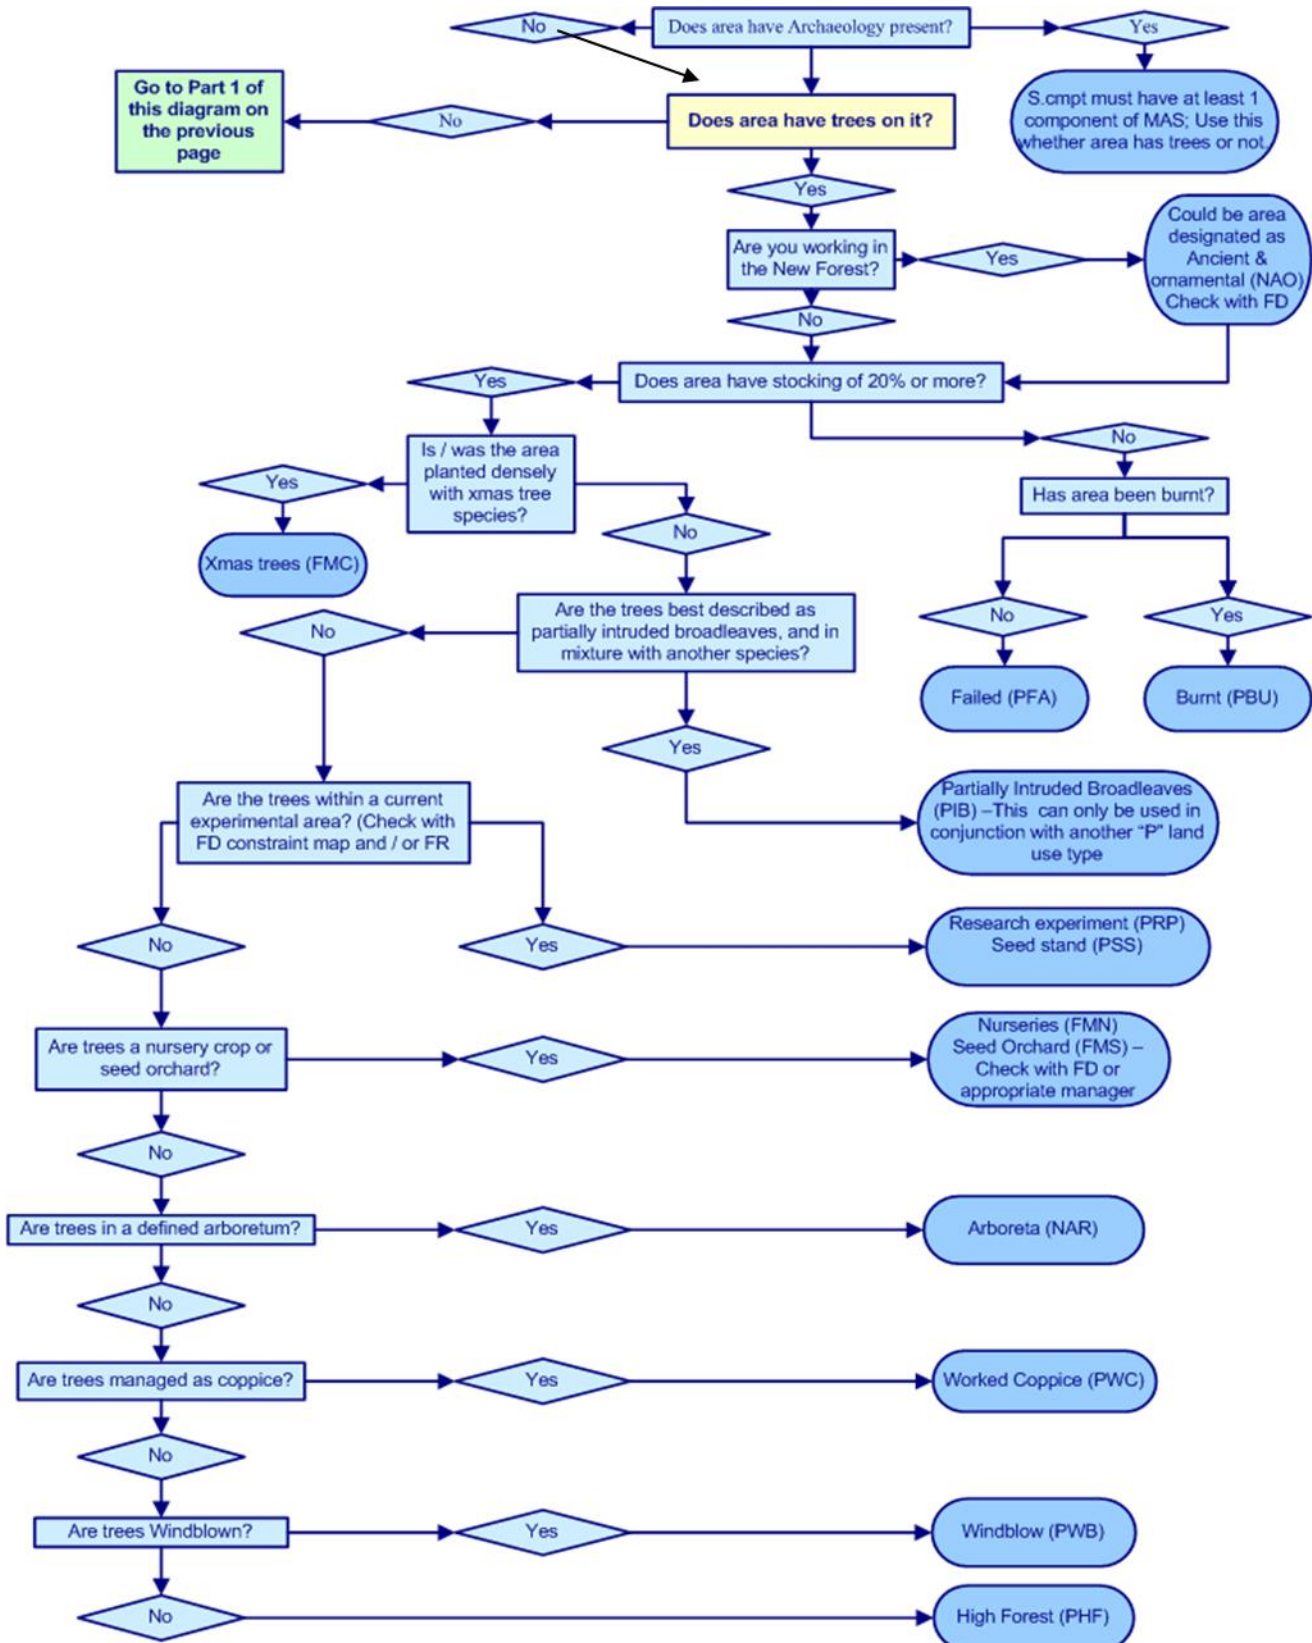 No
Does area have Archaeology present?
Yes
Go to Part 1 of
this diagram on
the previous
page
No
Does area have trees on it?
S.cmpt must have at least 1
component of MAS; Use this
whether area has trees or not.
Yes
Are you working in
the New Forest?
Yes
Could be area
designated as
Ancient &
ornamental (NAO)
Check with FD
No
Yes
Does area have stocking of 20% or more?
No
Is / was the area
planted densely
with xmas tree
species?
Yes
Has area been burnt?
No
Xmas trees (FMC)
No
Yes
No
Are the trees best described as
partially intruded broadleaves, and in
mixture with another species?
Failed (PFA)
Burnt (PBU)
Yes
Are the trees within a current
experimental area? (Check with
FD constraint map and / or FR
Partially Intruded Broadleaves
(PIB) –This can only be used in
conjunction with another “P” land
use type
No
Yes
Research experiment (PRP)
Seed stand (PSS)
Are trees a nursery crop or
seed orchard?
Yes
Nurseries (FMN)
Seed Orchard (FMS) –
Check with FD or
appropriate manager
No
Are trees in a defined arboretum?
Yes
Arboreta (NAR)
No
Are trees managed as coppice?
Yes
Worked Coppice (PWC)
No
Are trees Windblown?
Yes
Windblow (PWB)
No
High Forest (PHF)